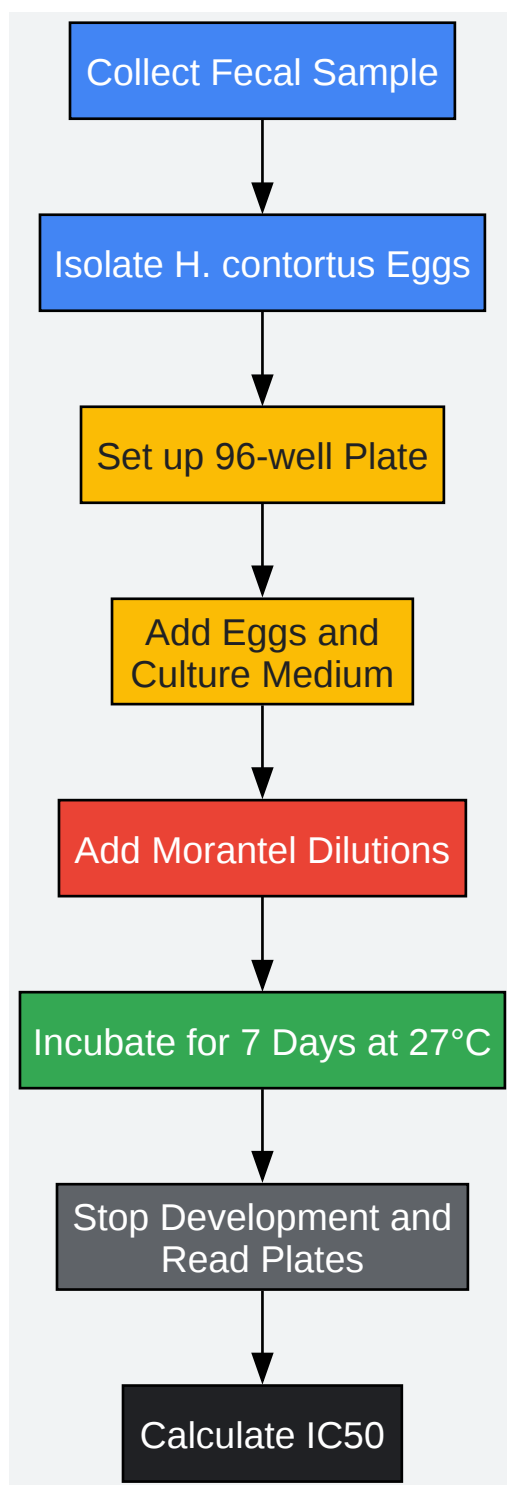 Collect Fecal Sample
Isolate H. contortus Eggs
Set up 96-well Plate
Add Eggs and
Culture Medium
Add Morantel Dilutions
Incubate for 7 Days at 27°C
Stop Development and
Read Plates
Calculate IC50